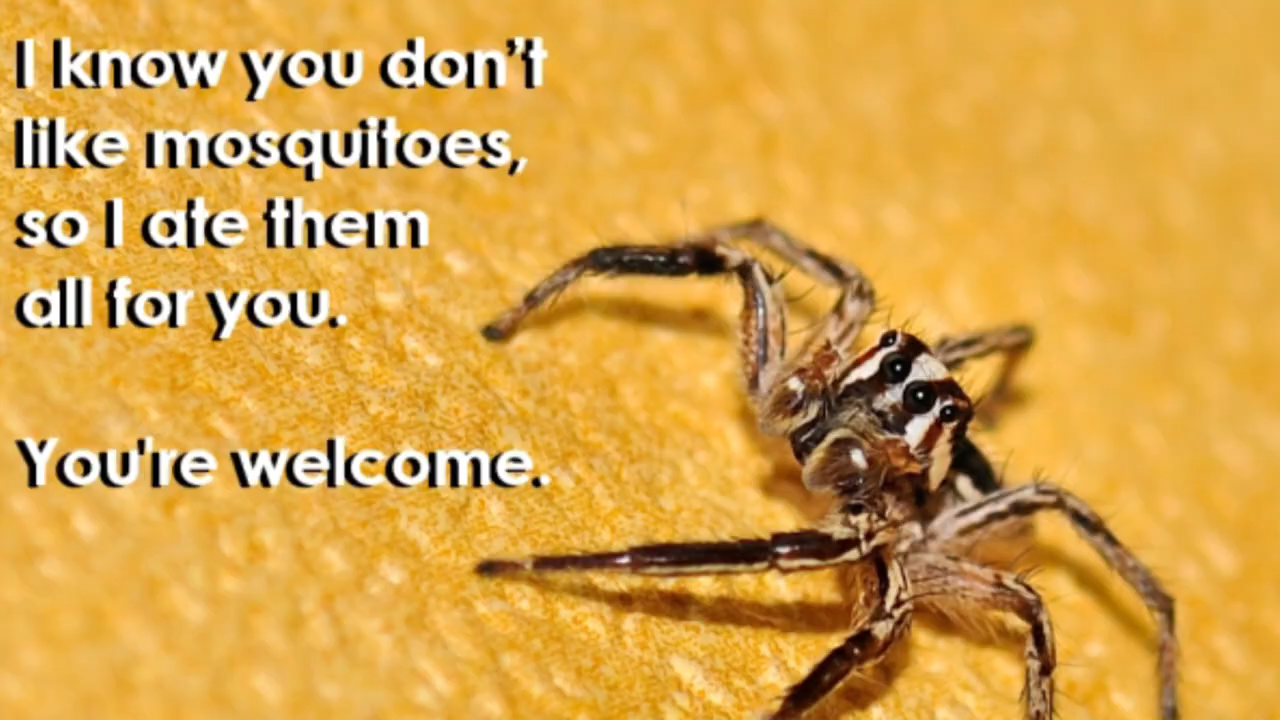 I know you don’t
like mosquitoes,
so I ate them
all for you.
You're welcome.